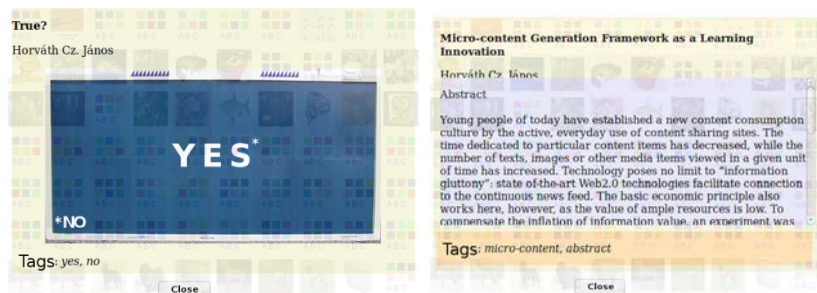 True?
Horváth Cz. János
YES*
*NO
Tags: yes, no
Close
Micro-content Generation Framework as a Learning
Innovation
Horváth Cz. János
Abstract
Young people of today have established a new content consumption
culture by the active, everyday use of content sharing sites. The
time dedicated to particular content items has decreased, while the
number of texts, images or other media items viewed in a given unit
of time has increased. Technology poses no limit to "information
gluttony": state of-the-art Web2.0 technologies facilitate connection
to the continuous news feed. The basic economic principle also
works here, however, as the value of ample resources is low. To
compensate the inflation of information value, an experiment was
Tags: micro-content, abstract
Close